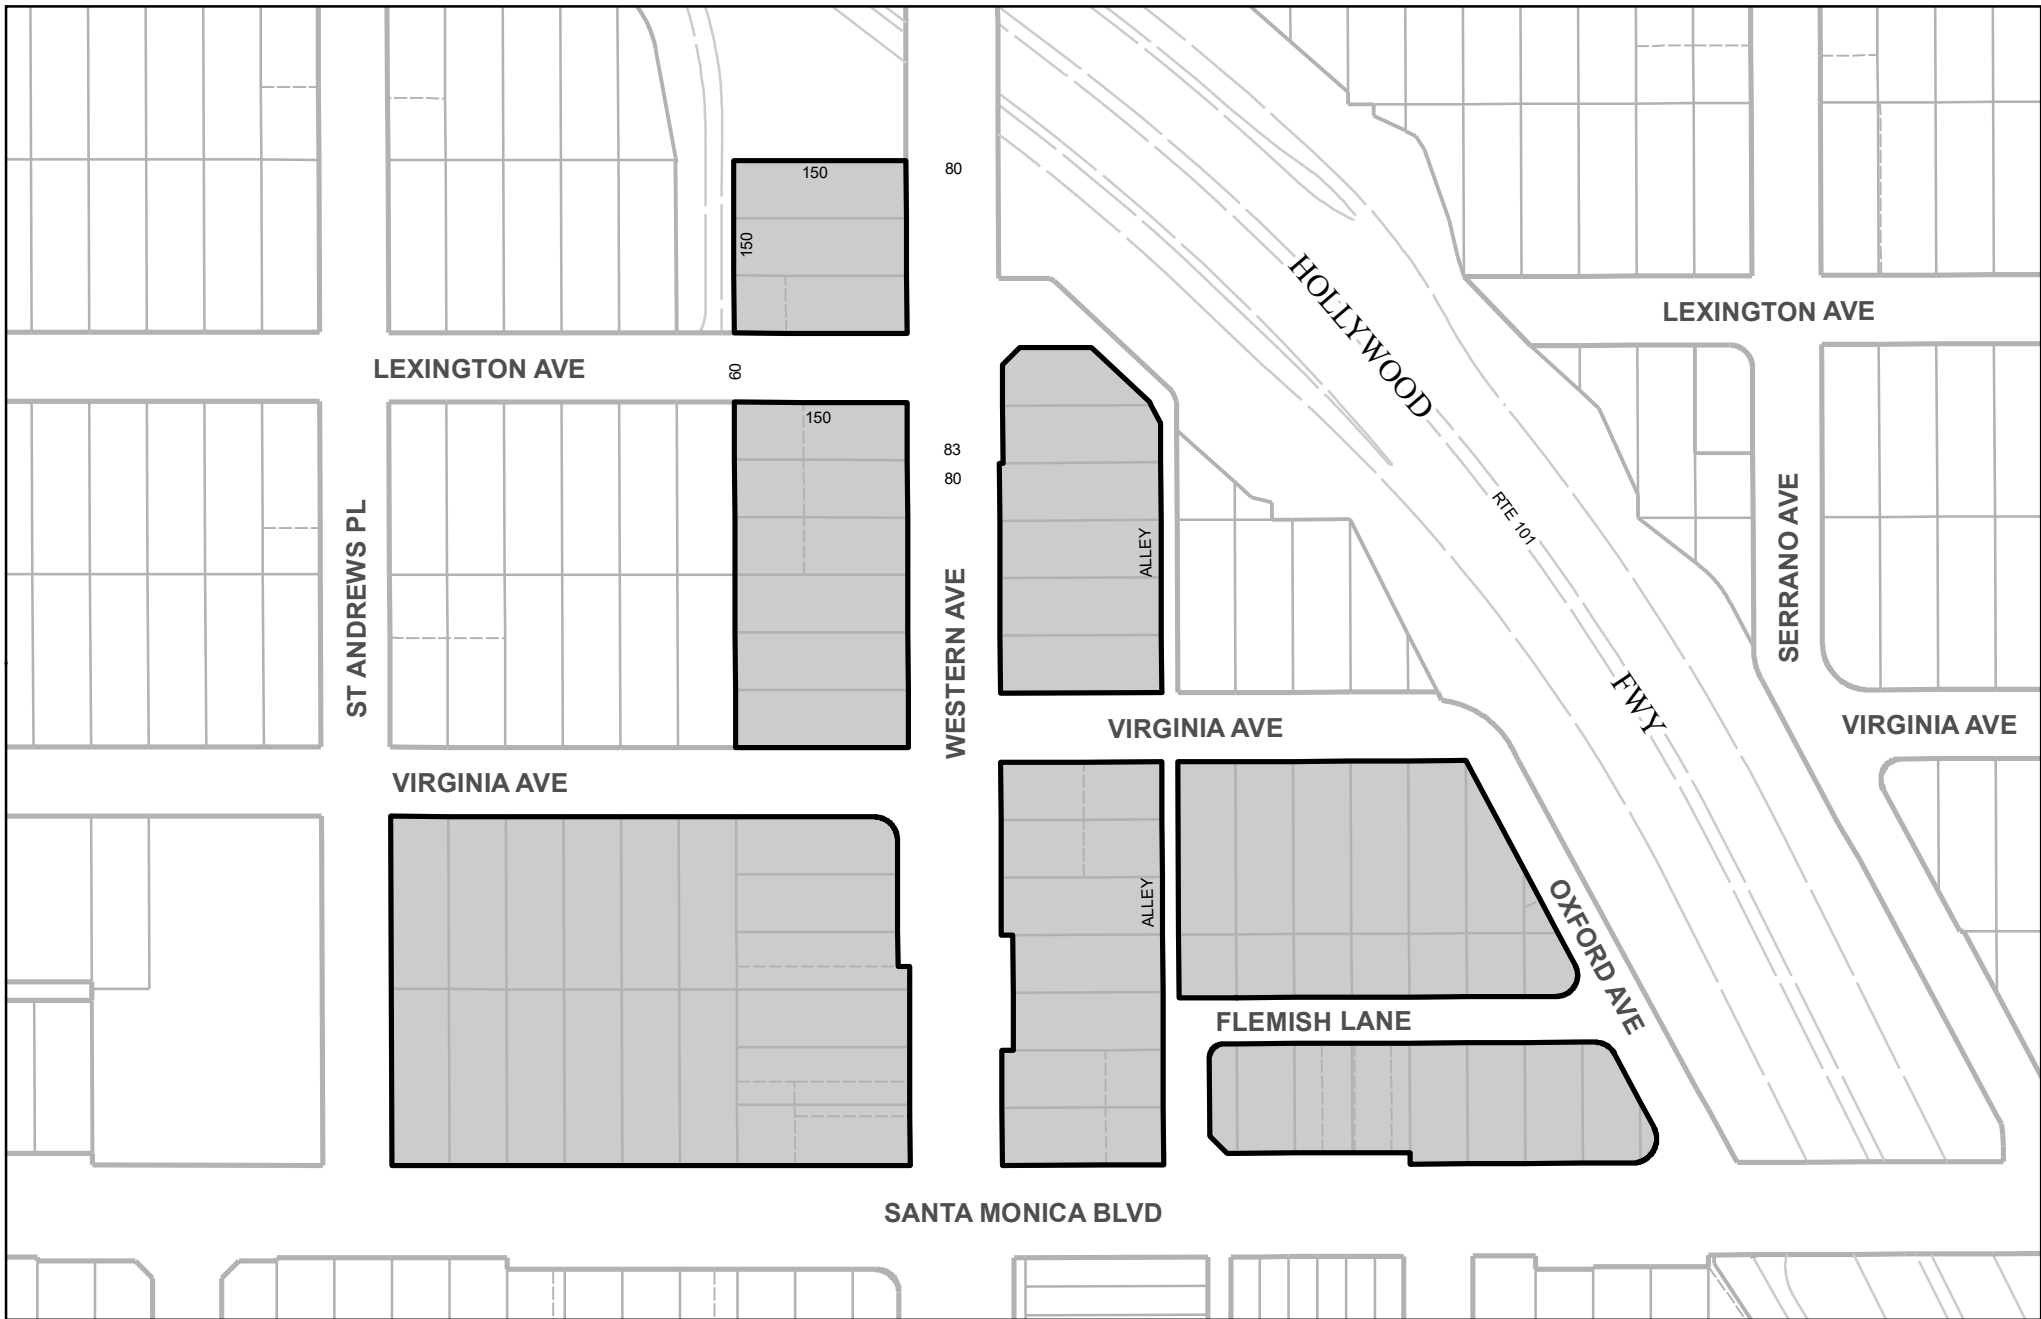 150
80
150
HOLLYWOOD
LEXINGTON AVE
LEXINGTON AVE
60
150
83
80
RTE 101
ALLEY
ST ANDREWS PL
SERRANO AVE
WESTERN AVE
FWY
VIRGINIA AVE
VIRGINIA AVE
VIRGINIA AVE
ALLEY
OXFORD AVE
FLEMISH LANE
SANTA MONICA BLVD